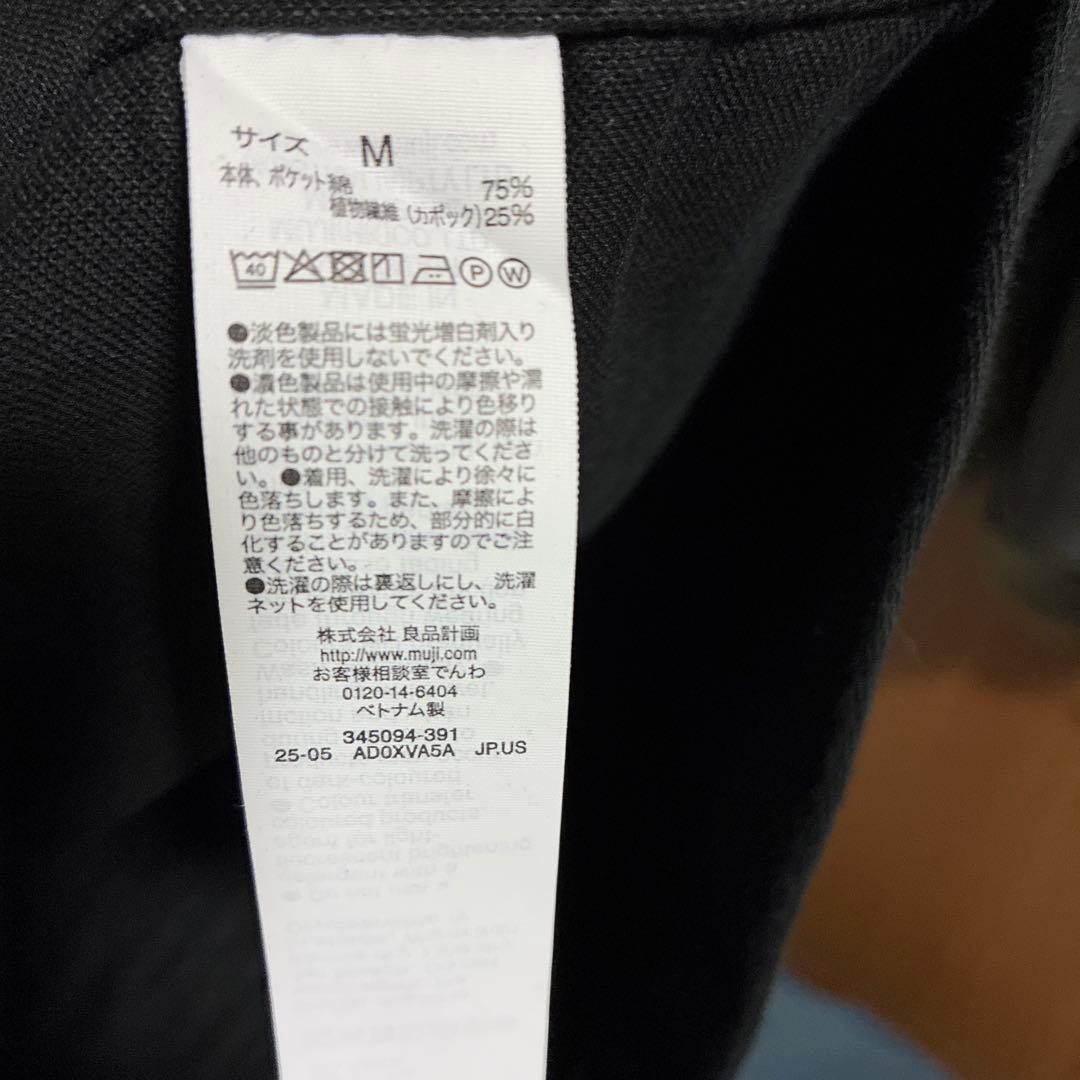 サイズ M
本体、ポケット 綿 75%
植物繊維（カポック）25%
40 P W
●淡色製品には蛍光増白剤入り
洗剤を使用しないでください。
●濃色製品は使用中の摩擦や濡
れた状態での接触により色移り
する事があります。洗濯の際は
他のものと分けて洗ってくださ
い。●着用、洗濯により徐々に
色落ちします。また、摩擦によ
り色落ちするため、部分的に白
化することがありますのでご注
意ください。
●洗濯の際は裏返しにし、洗濯
ネットを使用してください。
株式会社 良品計画
http://www.muji.com
お客様相談室でんわ
0120-14-6404
ベトナム製
345094-391
25-05 AD0XVA5A JP.US